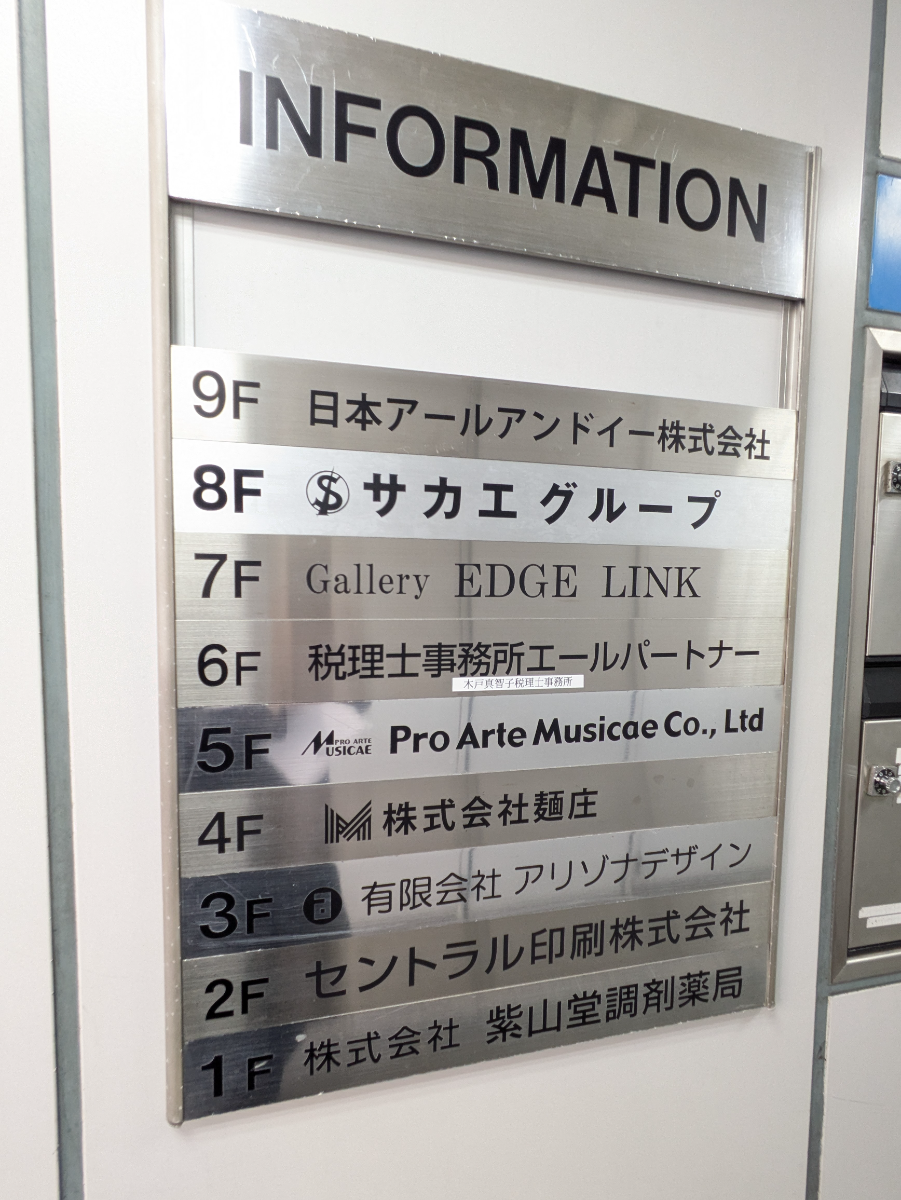 INFORMATION
9F 日本アールアンドイー株式会社
8F サカエ グループ
7F Gallery EDGE LINK
6F 税理士事務所エールパートナー
木戸真智子税理士事務所
5F PRO ARTE MUSICAE Pro Arte Musicae Co., Ltd
4F 株式会社麺庄
3F 有限会社 アリゾナデザイン
2F セントラル印刷株式会社
1F 株式会社 紫山堂調剤薬局